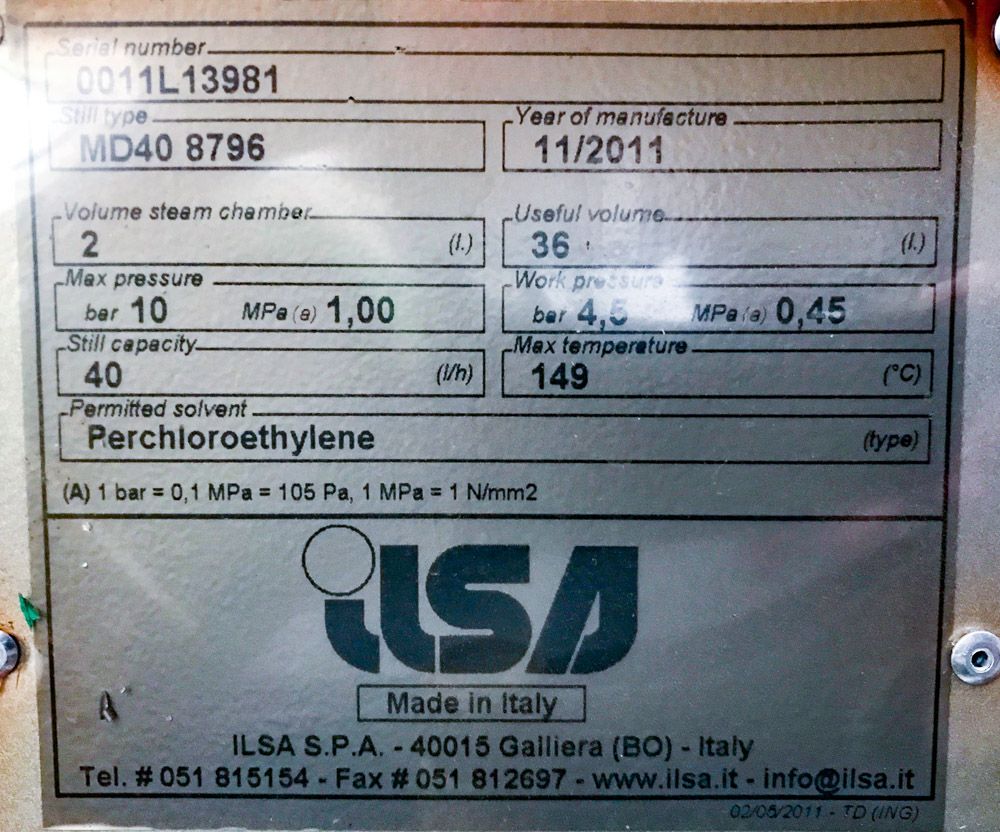 Serial number
0011L13981
Still type
MD40 8796
Year of manufacture
11/2011
Volume steam chamber
2 (l.)
Useful volume
36 (l.)
Max pressure
bar 10 MPa (a) 1,00
Work pressure
bar 4,5 MPa (a) 0,45
Still capacity
40 (l/h)
Max temperature
149 (°C)
Permitted solvent
Perchloroethylene (type)
(A) 1 bar = 0,1 MPa = 105 Pa, 1 MPa = 1 N/mm2
iLSA
Made in Italy
ILSA S.P.A. - 40015 Galliera (BO) - Italy
Tel. # 051 815154 - Fax # 051 812697 - www.ilsa.it - info@ilsa.it
02/05/2011 - TD (ING)